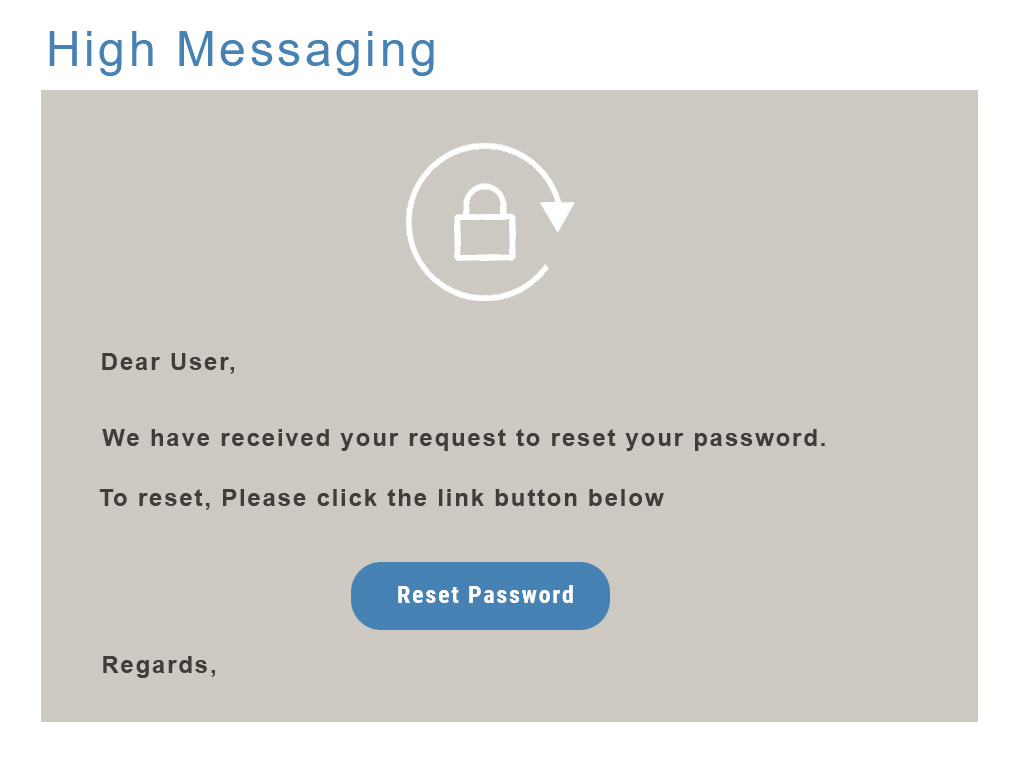 High Messaging
Dear User,
We have received your request to reset your password.
To reset, Please click the link button below
Reset Password
Regards,